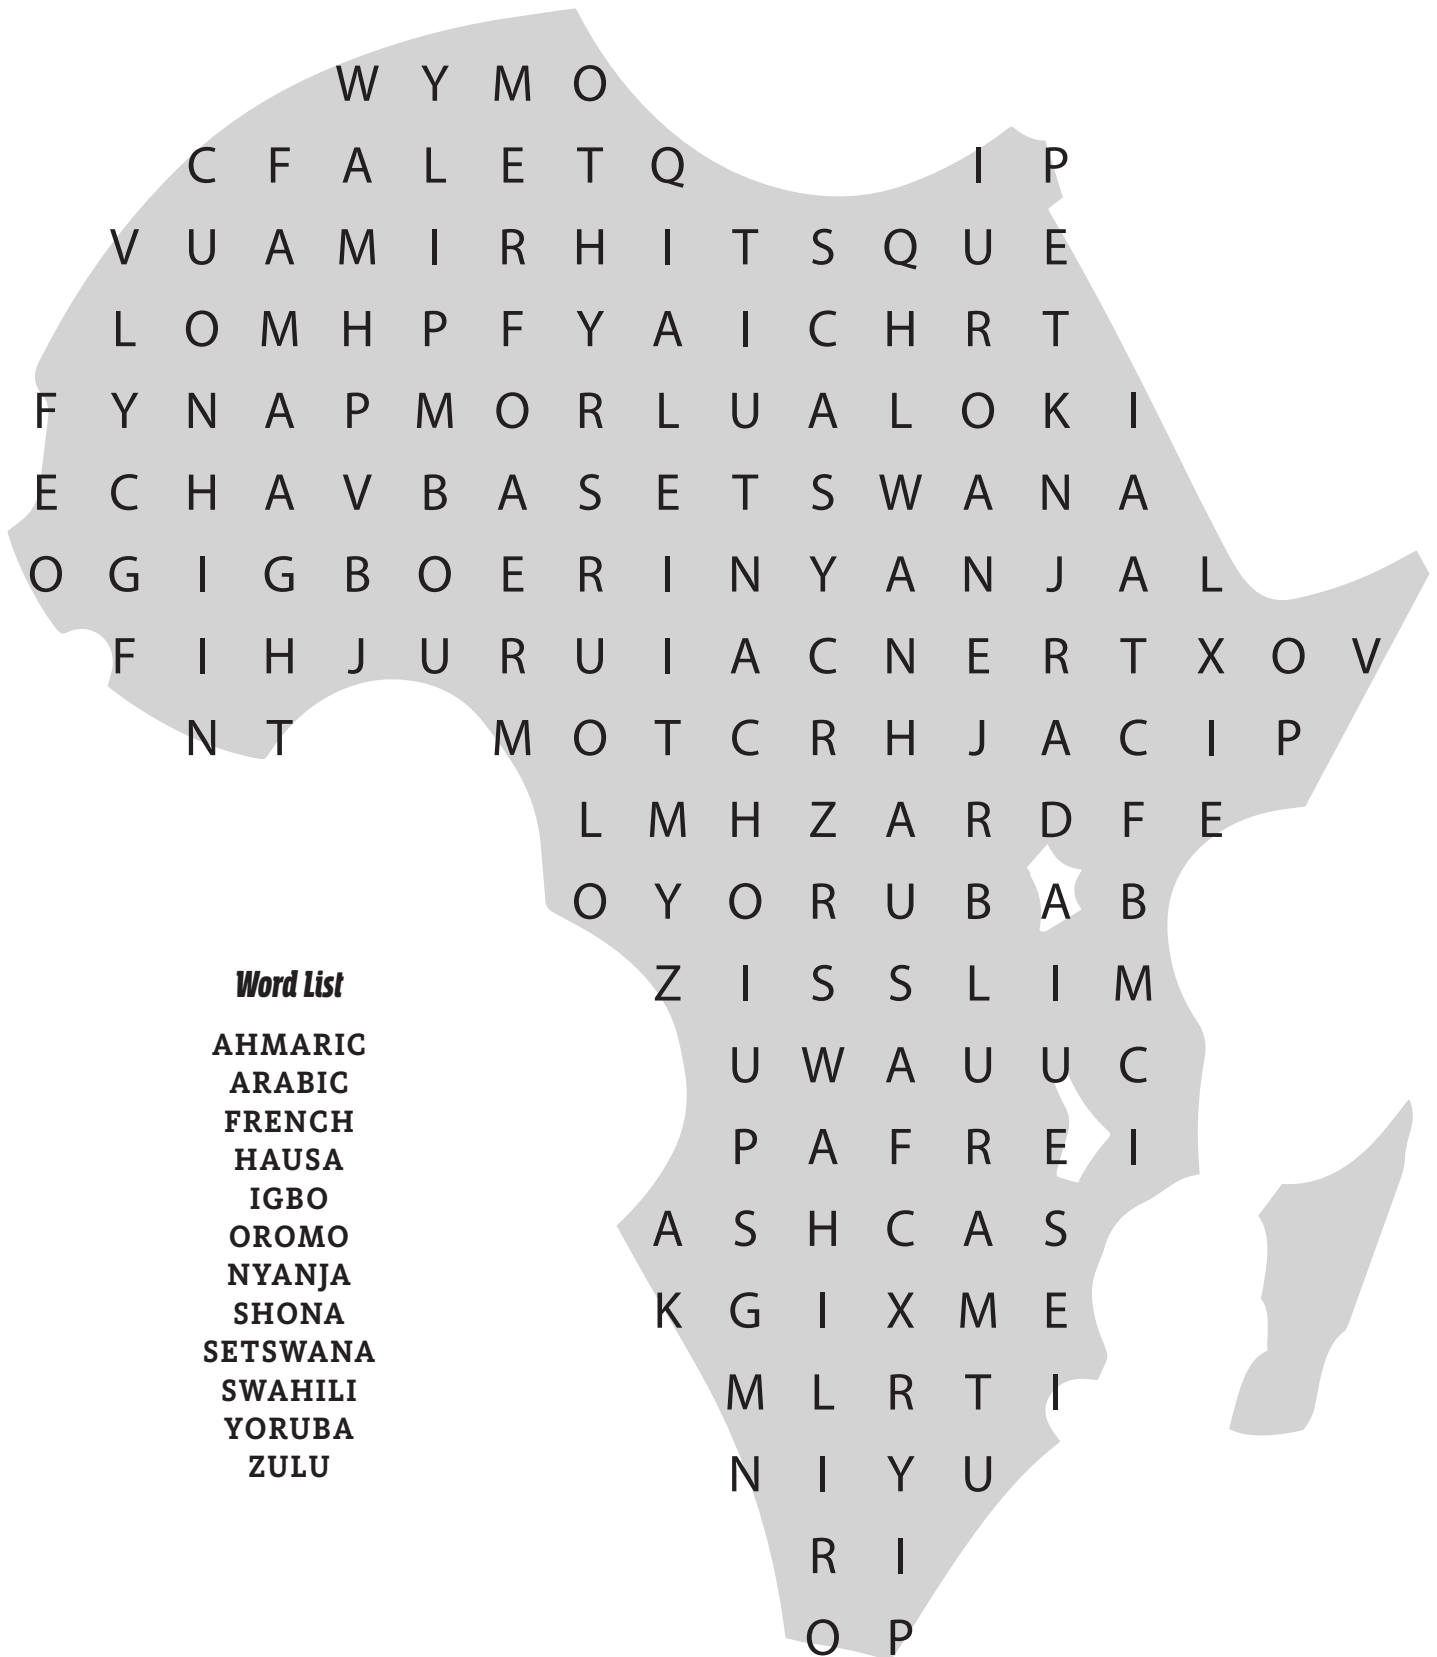 W Y M O
C F A L E T Q I P
V U A M I R H I T S Q U E
L O M H P F Y A I C H R T
F Y N A P M O R L U A L O K I
E C H A V B A S E T S W A N A
O G I G B O E R I N Y A N J A L
F I H J U R U I A C N E R T X O V
N T M O T C R H J A C I P
L M H Z A R D F E
O Y O R U B A B
Z I S S L I M
U W A U U C
P A F R E I
A S H C A S
K G I X M E
M L R T I
N I Y U
R I
O P
Word List
AHMARIC
ARABIC
FRENCH
HAUSA
IGBO
OROMO
NYANJA
SHONA
SETSWANA
SWAHILI
YORUBA
ZULU